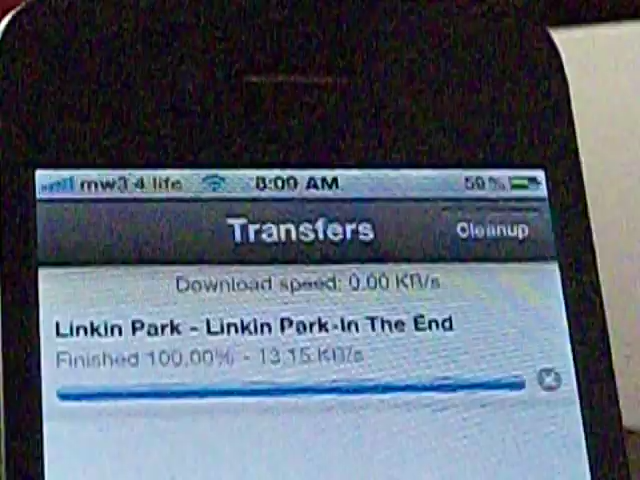 mw3 4 life 8:09 AM 59%
Transfers Cleanup
Download speed: 0.00 KB/s
Linkin Park - Linkin Park-In The End
Finished 100.00% - 13.15 KB/s